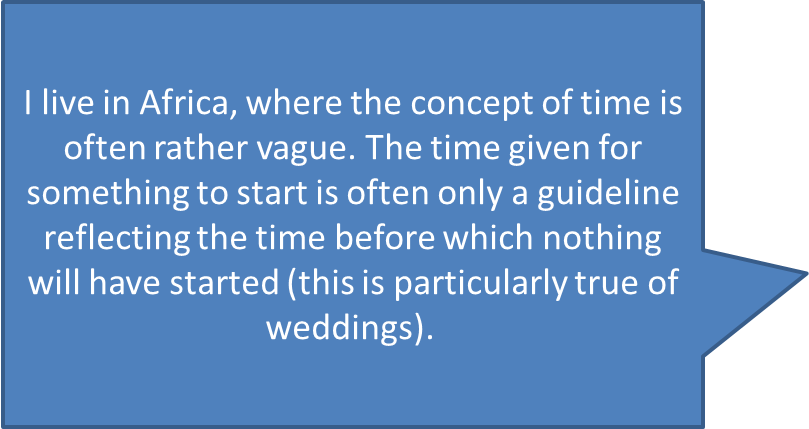 I live in Africa, where the concept of time is
often rather vague. The time given for
something to start is often only a guideline
reflecting the time before which nothing
will have started (this is particularly true of
weddings).